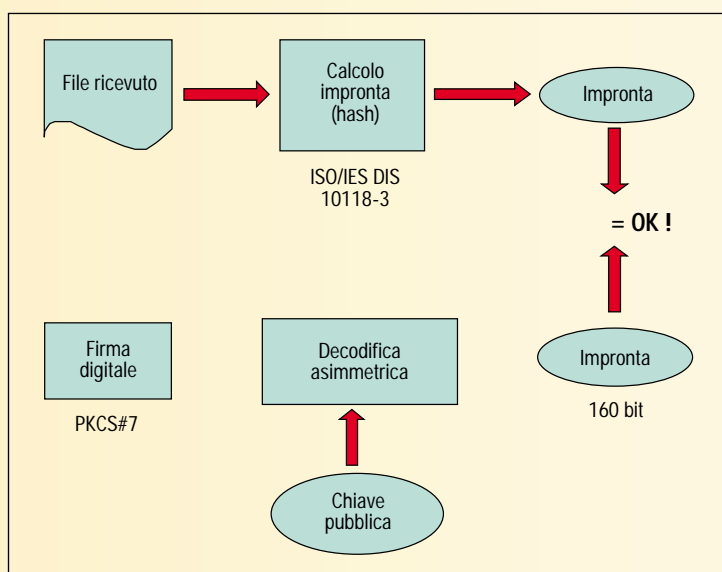 File ricevuto
Calcolo
impronta
(hash)
Impronta
ISO/IES DIS
10118-3
= OK !
Firma
digitale
Decodifica
asimmetrica
Impronta
PKCS#7
160 bit
Chiave
pubblica